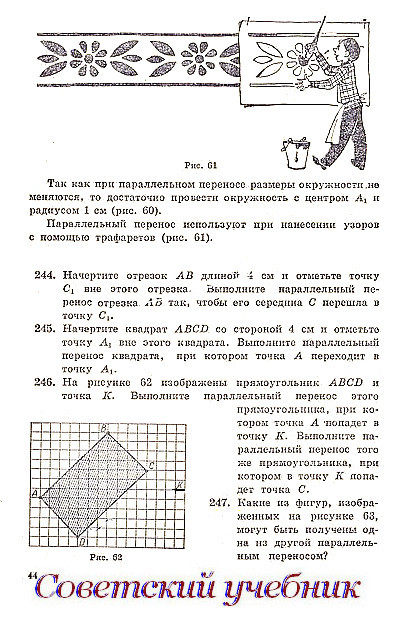 Рис. 61
Так как при параллельном переносе размеры окружности не
меняются, то достаточно провести окружность с центром A₁ и
радиусом 1 см (рис. 60).
Параллельный перенос используют при нанесении узоров
с помощью трафаретов (рис. 61).
244. Начертите отрезок AB длиной 4 см и отметьте точку
C₁ вне этого отрезка. Выполните параллельный пе-
ренос отрезка AB так, чтобы его середина C перешла в
точку C₁.
245. Начертите квадрат ABCD со стороной 4 см и отметьте
точку A₁ вне этого квадрата. Выполните параллельный
перенос квадрата, при котором точка A переходит в
точку A₁.
246. На рисунке 62 изображены прямоугольник ABCD и
точка K. Выполните параллельный перенос этого
прямоугольника, при ко-
тором точка A попадет в
точку K. Выполните па-
раллельный перенос того
же прямоугольника, при
котором в точку K попа-
дет точка C.
247. Какие из фигур, изобра-
женных на рисунке 63,
могут быть получены од-
на из другой параллель-
ным переносом?
B
C
K
A
D
Рис. 62
44
Советский учебник